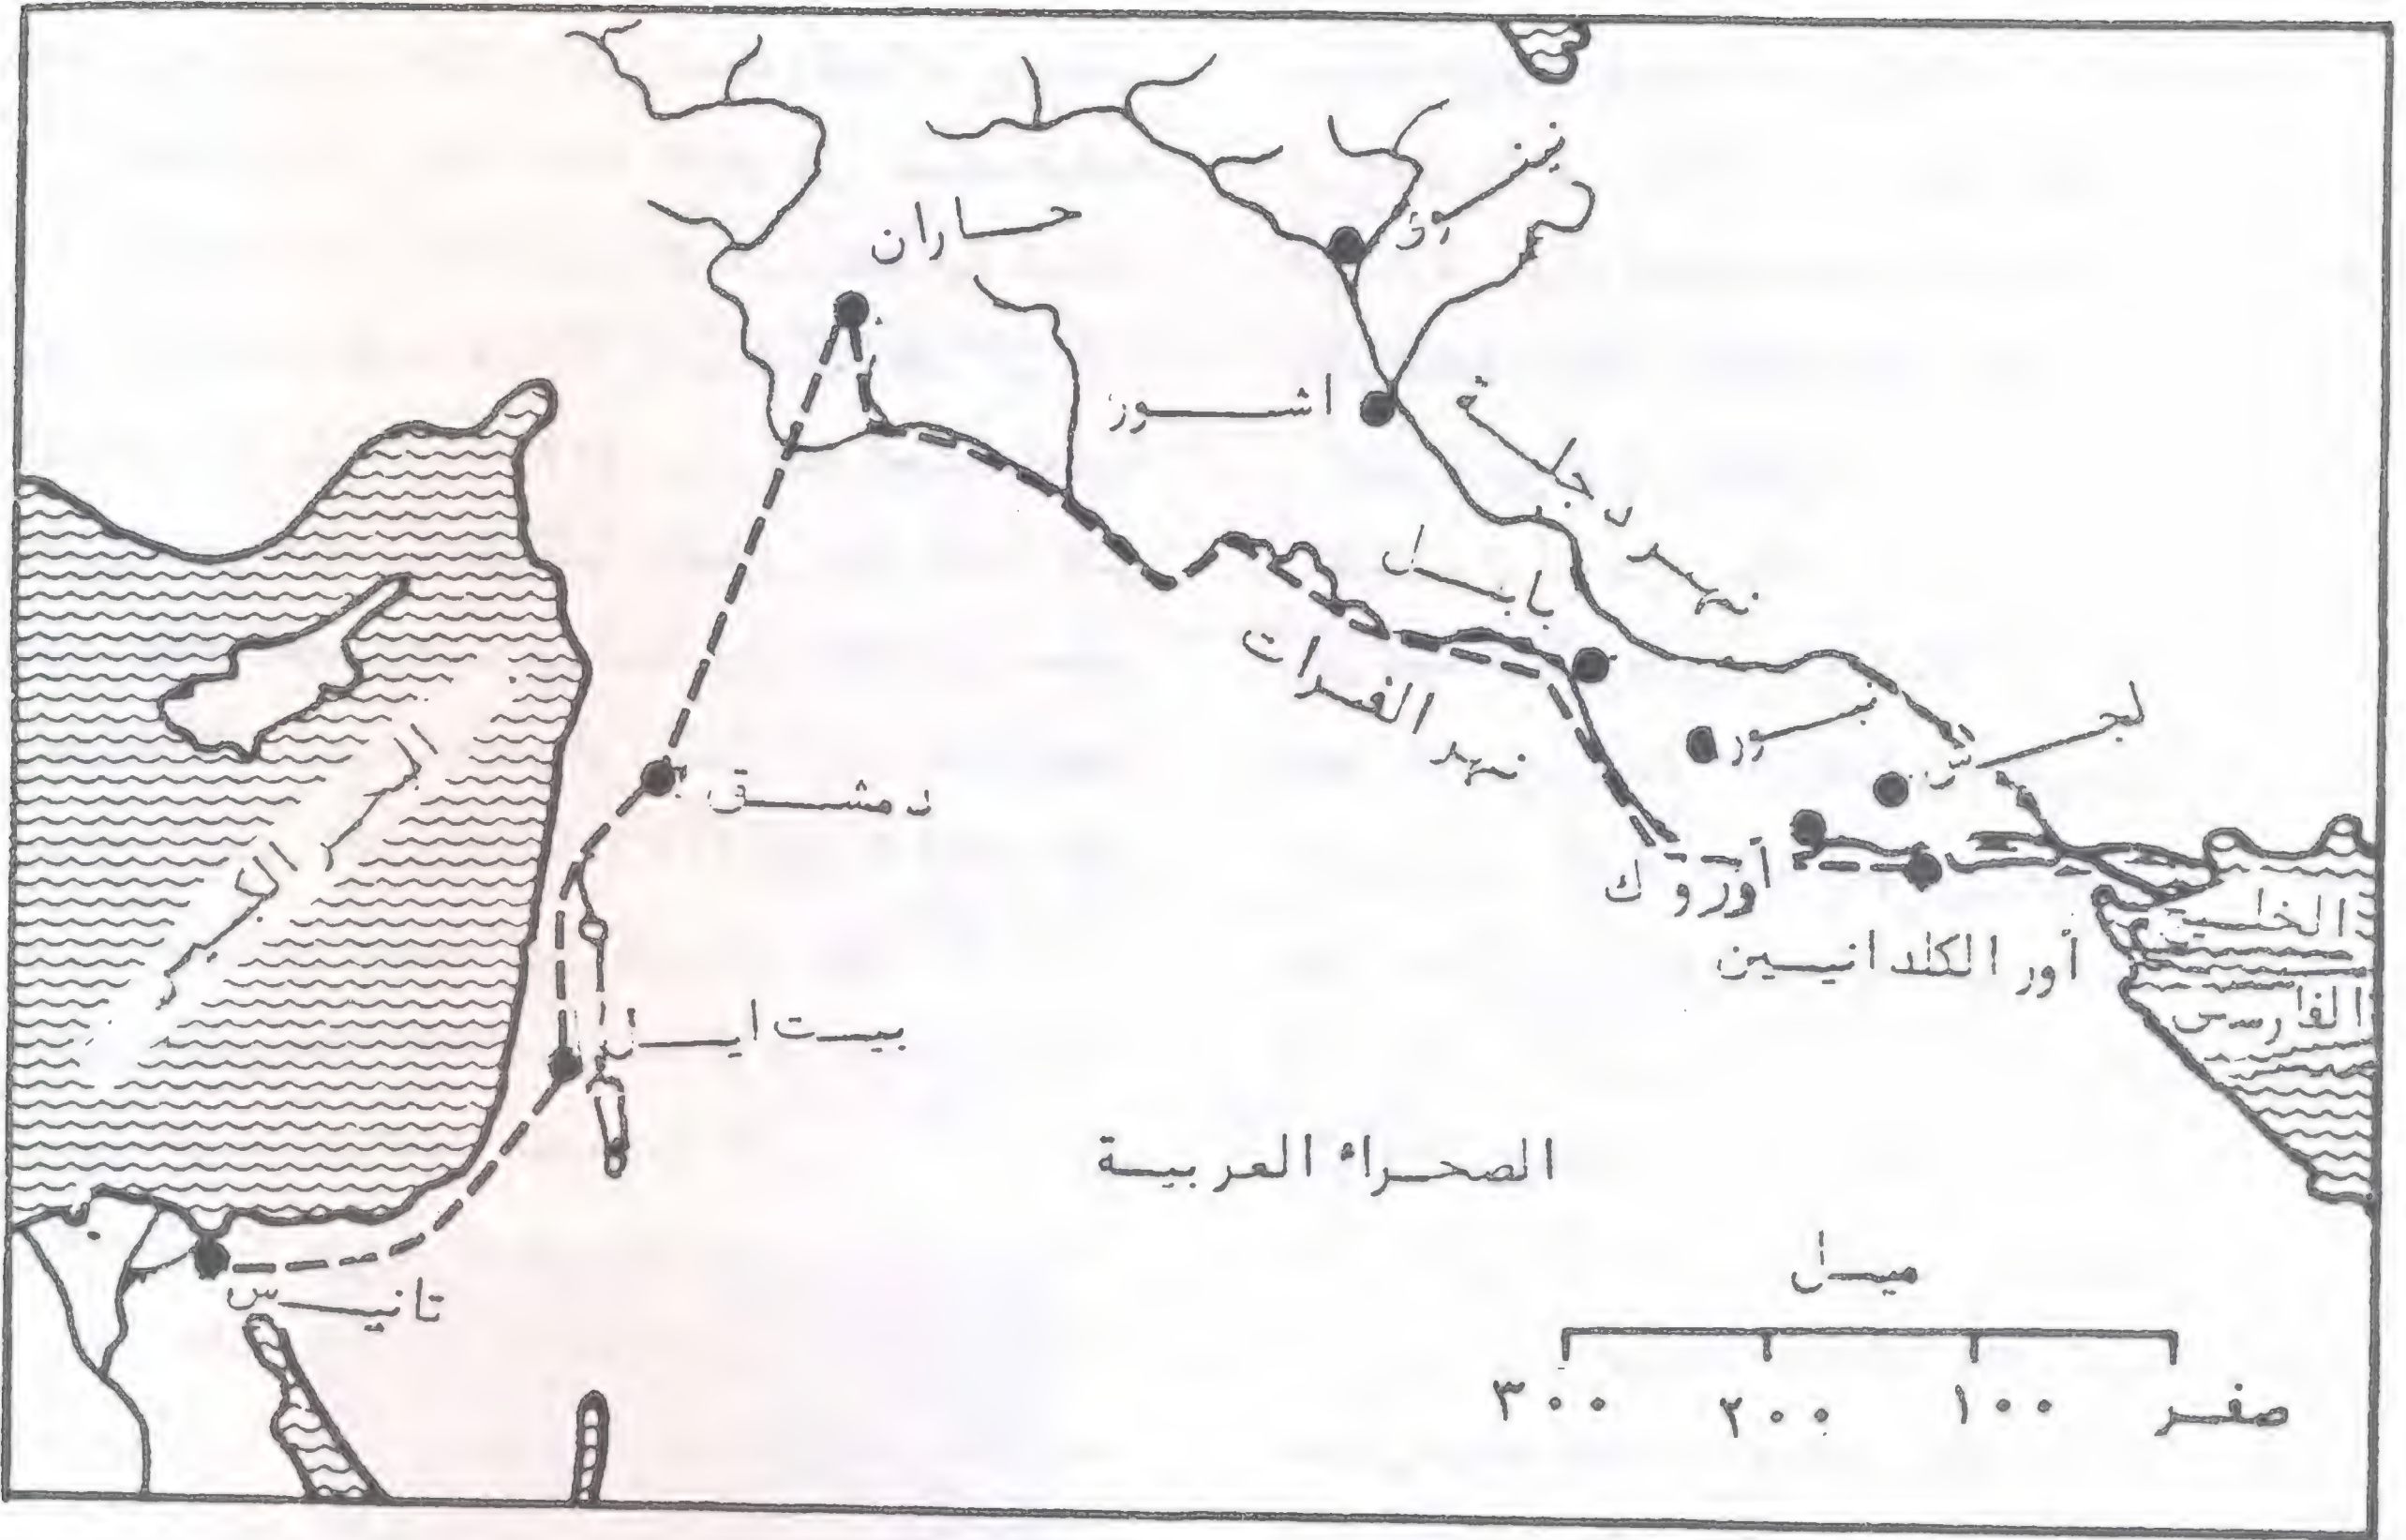 نينوى
حاران
اشور
نهر دجلة
بابل
نهر الفرات
نبور
لجش
دمشق
أوروك
أور الكلدانيين
الخليج
الفارسى
بيت ايل
الصحراء العربية
تانيس
ميل
صفر ١٠٠ ٢٠٠ ٣٠٠